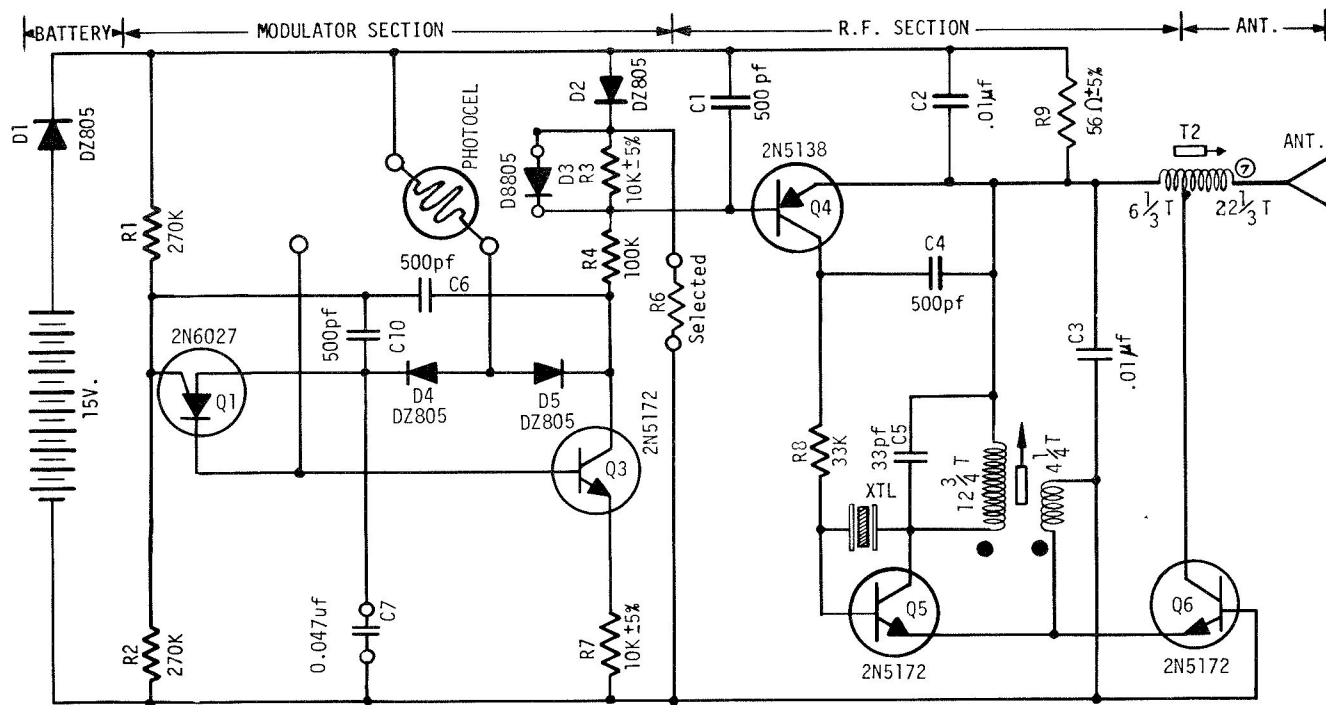 BATTERY
MODULATOR SECTION
R.F. SECTION
ANT.
D1
DZ805
15V.
R1
270K
R2
270K
2N6027
Q1
PHOTOCEL
500pf
C6
500pf
C10
D4
DZ805
D5
DZ805
0.047uf
C7
D2
DZ805
D8805
D3
R3
10K±5%
R4
100K
2N5172
Q3
R7
10K±5%
R6
Selected
C1
500pf
2N5138
Q4
C2
.01µf
R9
56Ω±5%
C4
500pf
R8
33K
33pf
C5
XTL
12 3/4 T
4 1/4 T
C3
.01µf
Q5
2N5172
Q6
2N5172
T2
7
6 1/3 T
22 1/3 T
ANT.